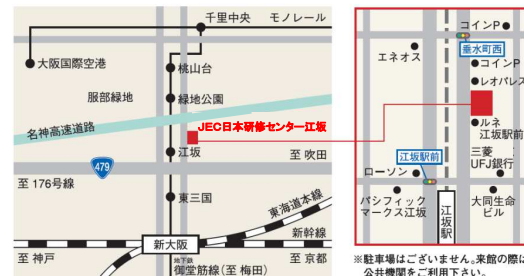 千里中央 モノレール
大阪国際空港
桃山台
服部緑地
緑地公園
名神高速道路
JEC日本研修センター江坂
江坂
至 吹田
479
至 176号線
東三国
東海道本線
新幹線
新大阪
至 神戸
地下鉄
御堂筋線(至 梅田)
至 京都
コインP
垂水町西
エネオス
コインP
レオパレス
ルネ
江坂駅前
三菱
UFJ銀行
江坂駅前
ローソン
パシフィック
マークス江坂
江坂駅
大同生命
ビル
※駐車場はございません。来館の際は
公共機関をご利用下さい。